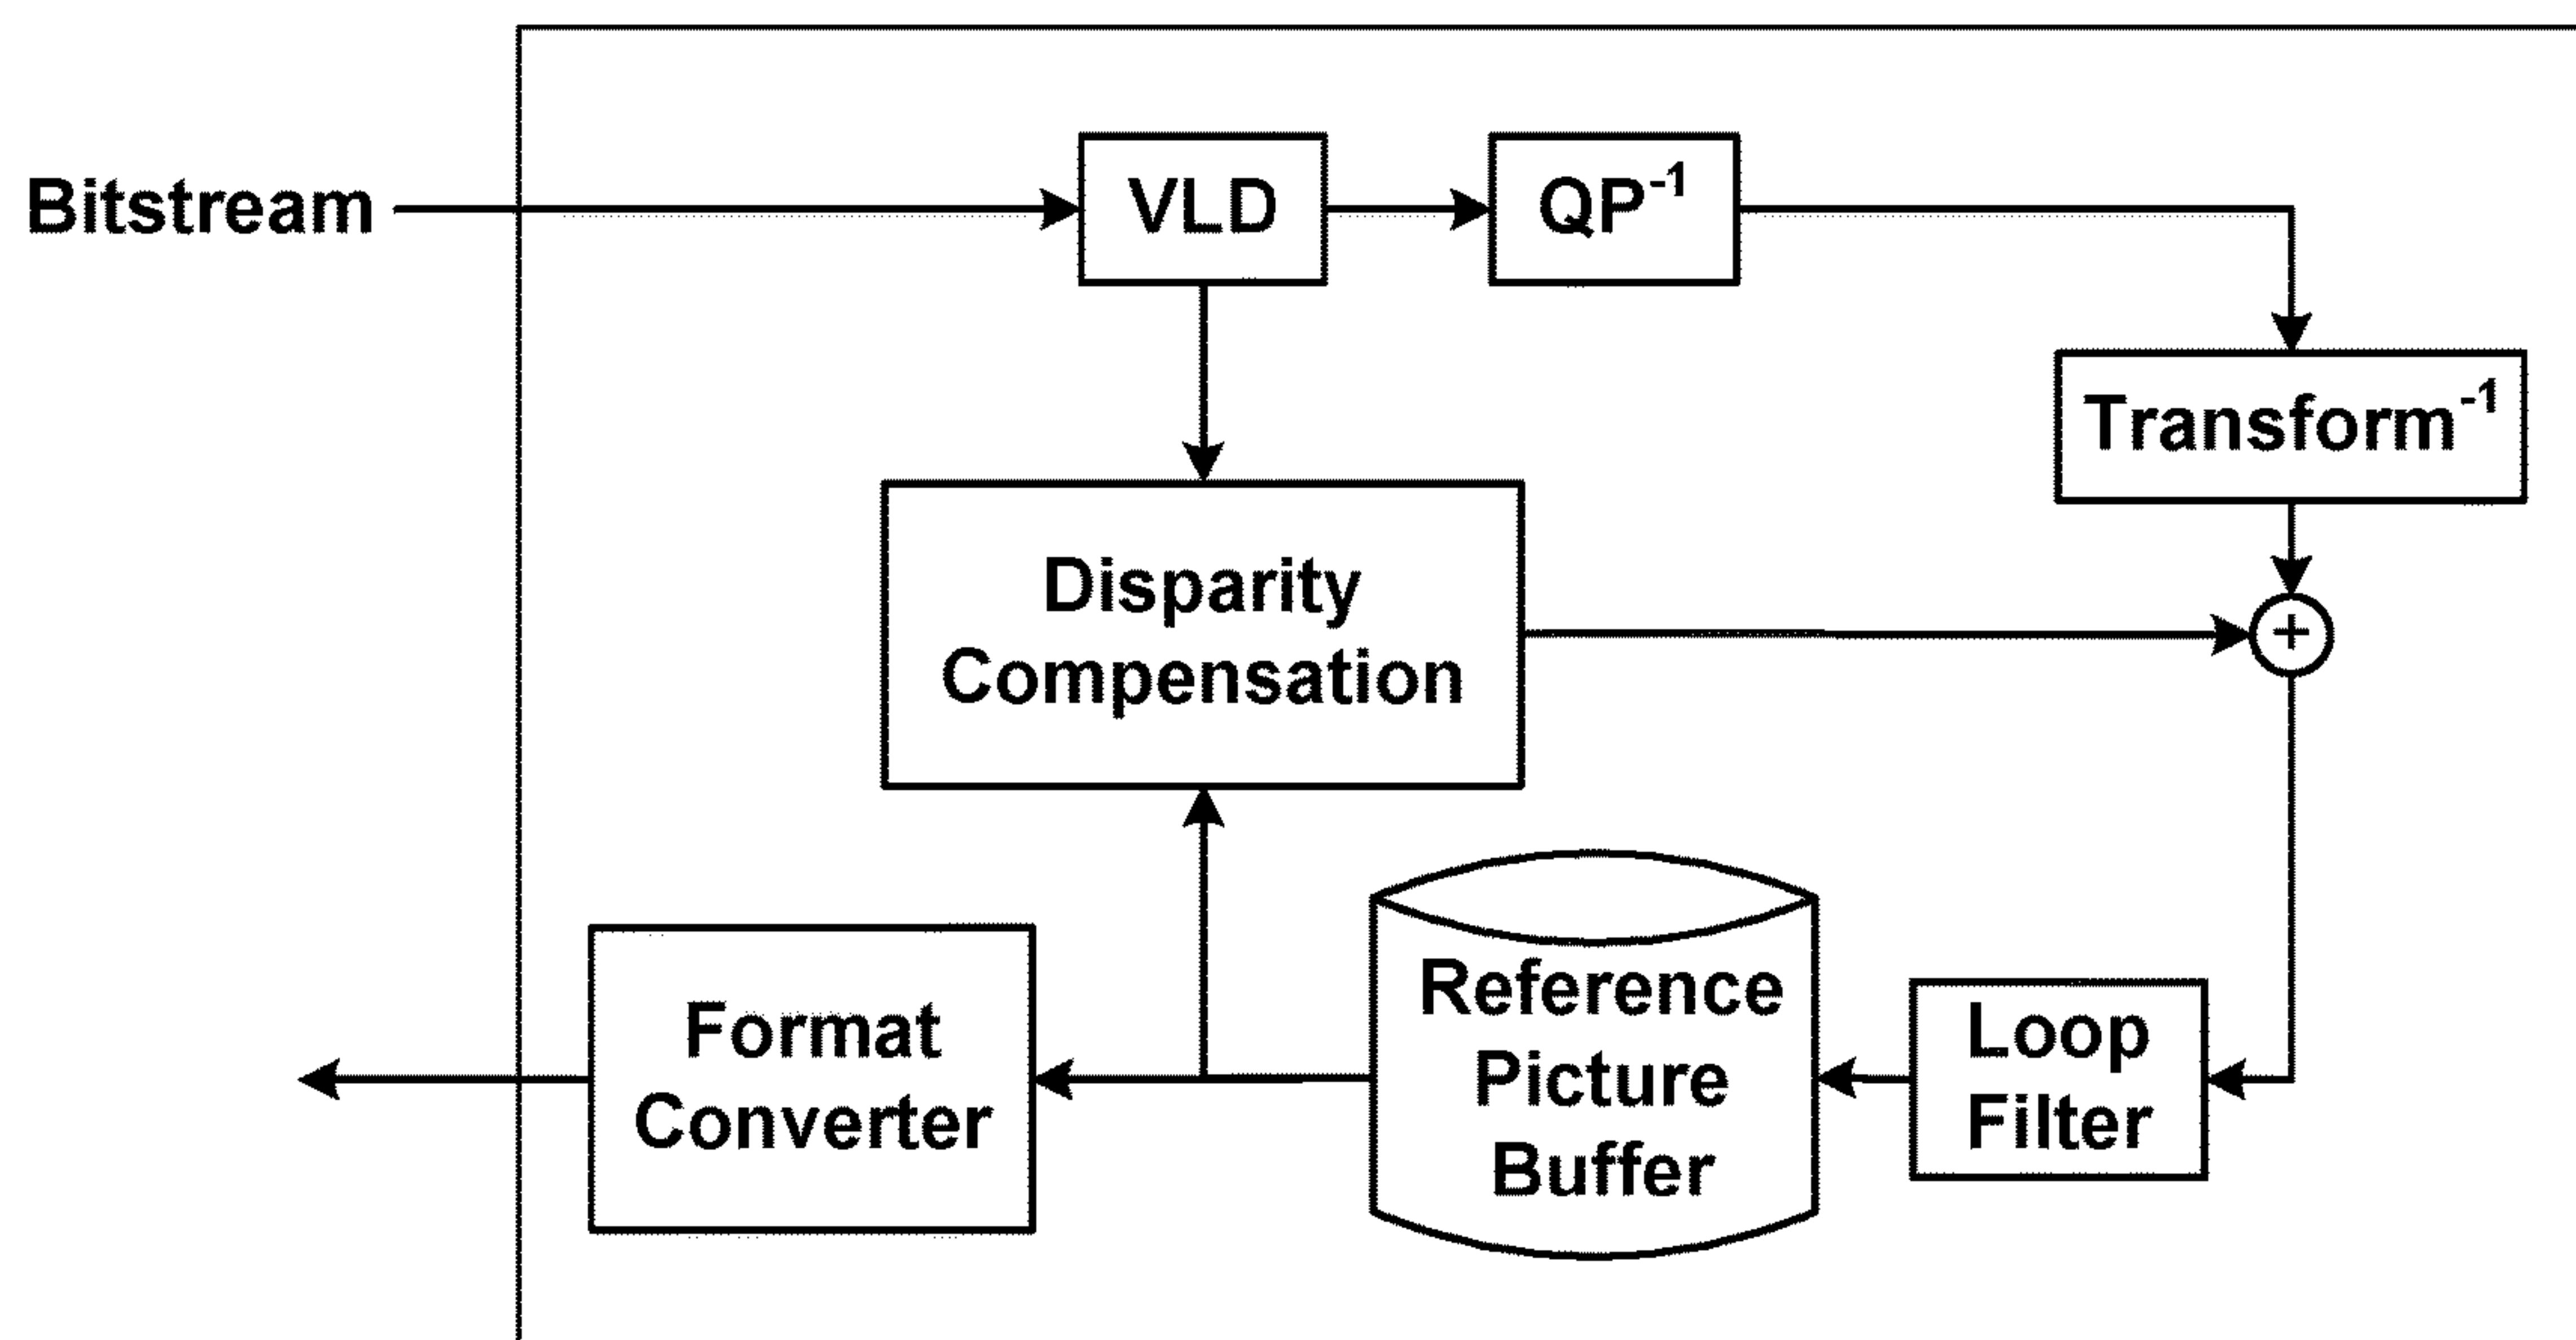 Bitstream
VLD
QP⁻¹
Transform⁻¹
Disparity
Compensation
+
Format
Converter
Reference
Picture
Buffer
Loop
Filter